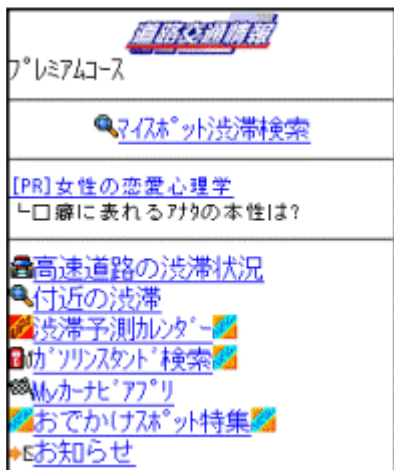 道路交通情報
ﾌﾟﾚﾐｱﾑｺｰｽ
ﾏｲｽﾎﾟｯﾄ渋滞検索
[PR]女性の恋愛心理学
└口癖に表れるｱﾅﾀの本性は?
高速道路の渋滞状況
付近の渋滞
渋滞予測ｶﾚﾝﾀﾞｰ
ｶﾞｿﾘﾝｽﾀﾝﾄﾞ検索
Myｶｰﾅﾋﾞｱﾌﾟﾘ
おでかけｽﾎﾟｯﾄ特集
お知らせ